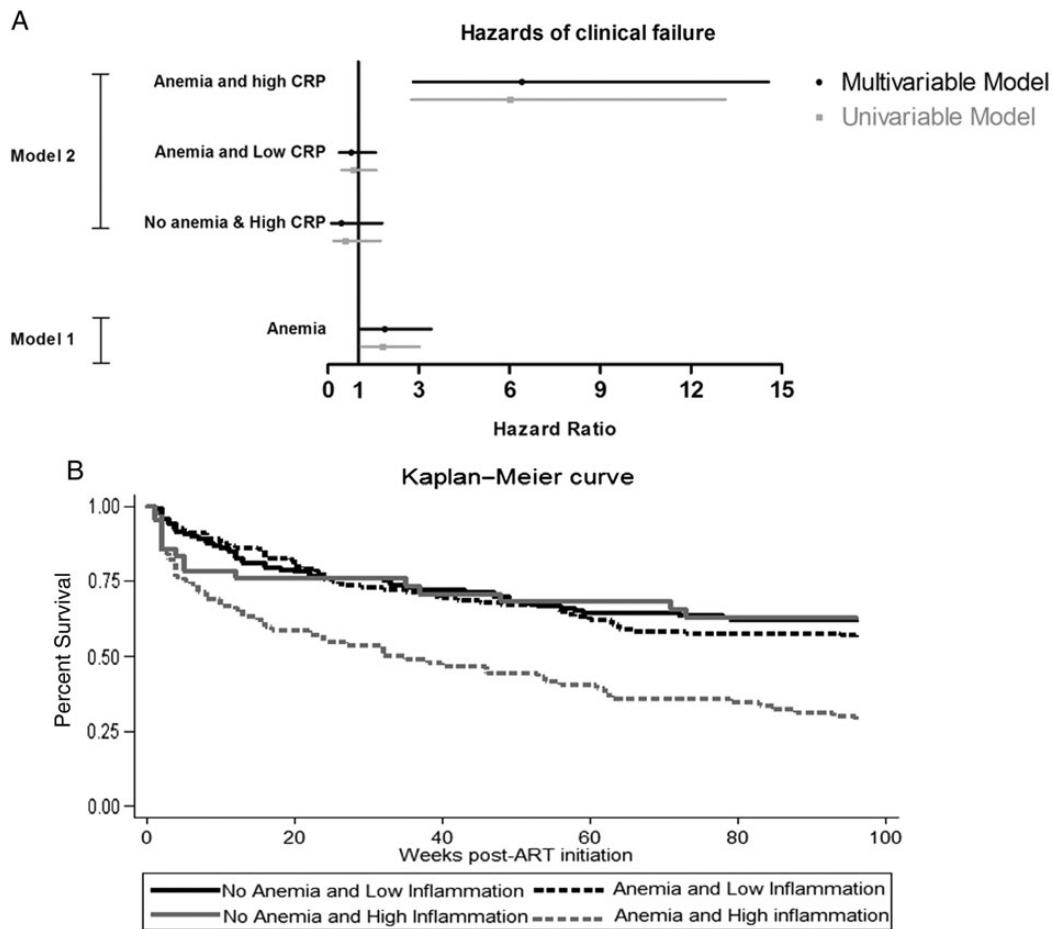 A
Hazards of clinical failure
Anemia and high CRP
Multivariable Model
Univariable Model
Model 2
Anemia and Low CRP
No anemia & High CRP
Model 1
Anemia
0 1 3 6 9 12 15
Hazard Ratio
B
Kaplan–Meier curve
Percent Survival
1.00
0.75
0.50
0.25
0.00
0 20 40 60 80 100
Weeks post-ART initiation
No Anemia and Low Inflammation Anemia and Low Inflammation
No Anemia and High Inflammation Anemia and High inflammation